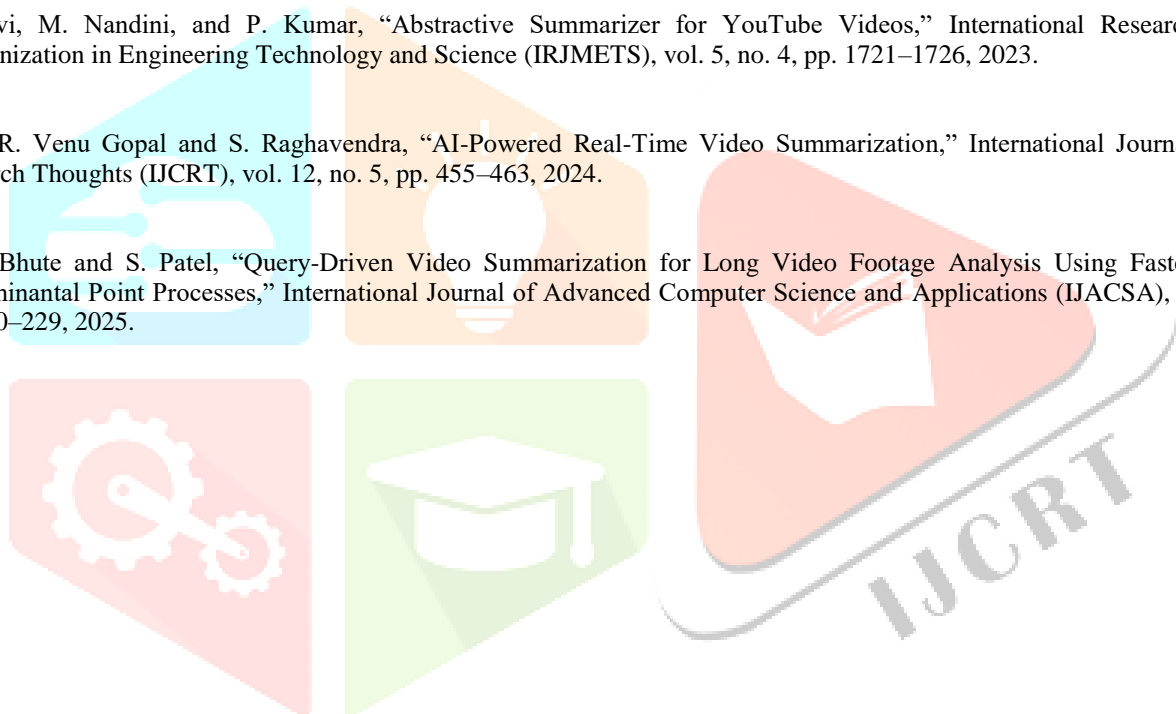 vi, M. Nandini, and P. Kumar, “Abstractive Summarizer for YouTube Videos,” International Researc
nization in Engineering Technology and Science (IRJMETS), vol. 5, no. 4, pp. 1721–1726, 2023.
R. Venu Gopal and S. Raghavendra, “AI-Powered Real-Time Video Summarization,” International Journ
rch Thoughts (IJCRT), vol. 12, no. 5, pp. 455–463, 2024.
Bhute and S. Patel, “Query-Driven Video Summarization for Long Video Footage Analysis Using Faste
minantal Point Processes,” International Journal of Advanced Computer Science and Applications (IJACSA),
0–229, 2025.
IJCRT